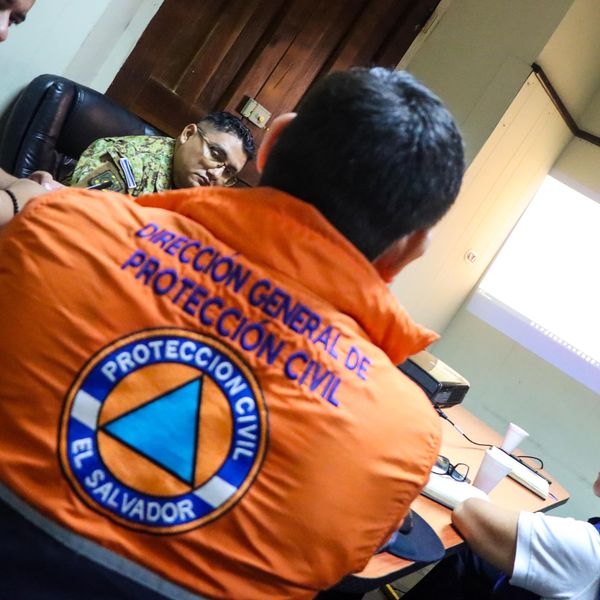 DIRECCIÓN GENERAL DE
PROTECCIÓN CIVIL
PROTECCION CIVIL
EL SALVADOR